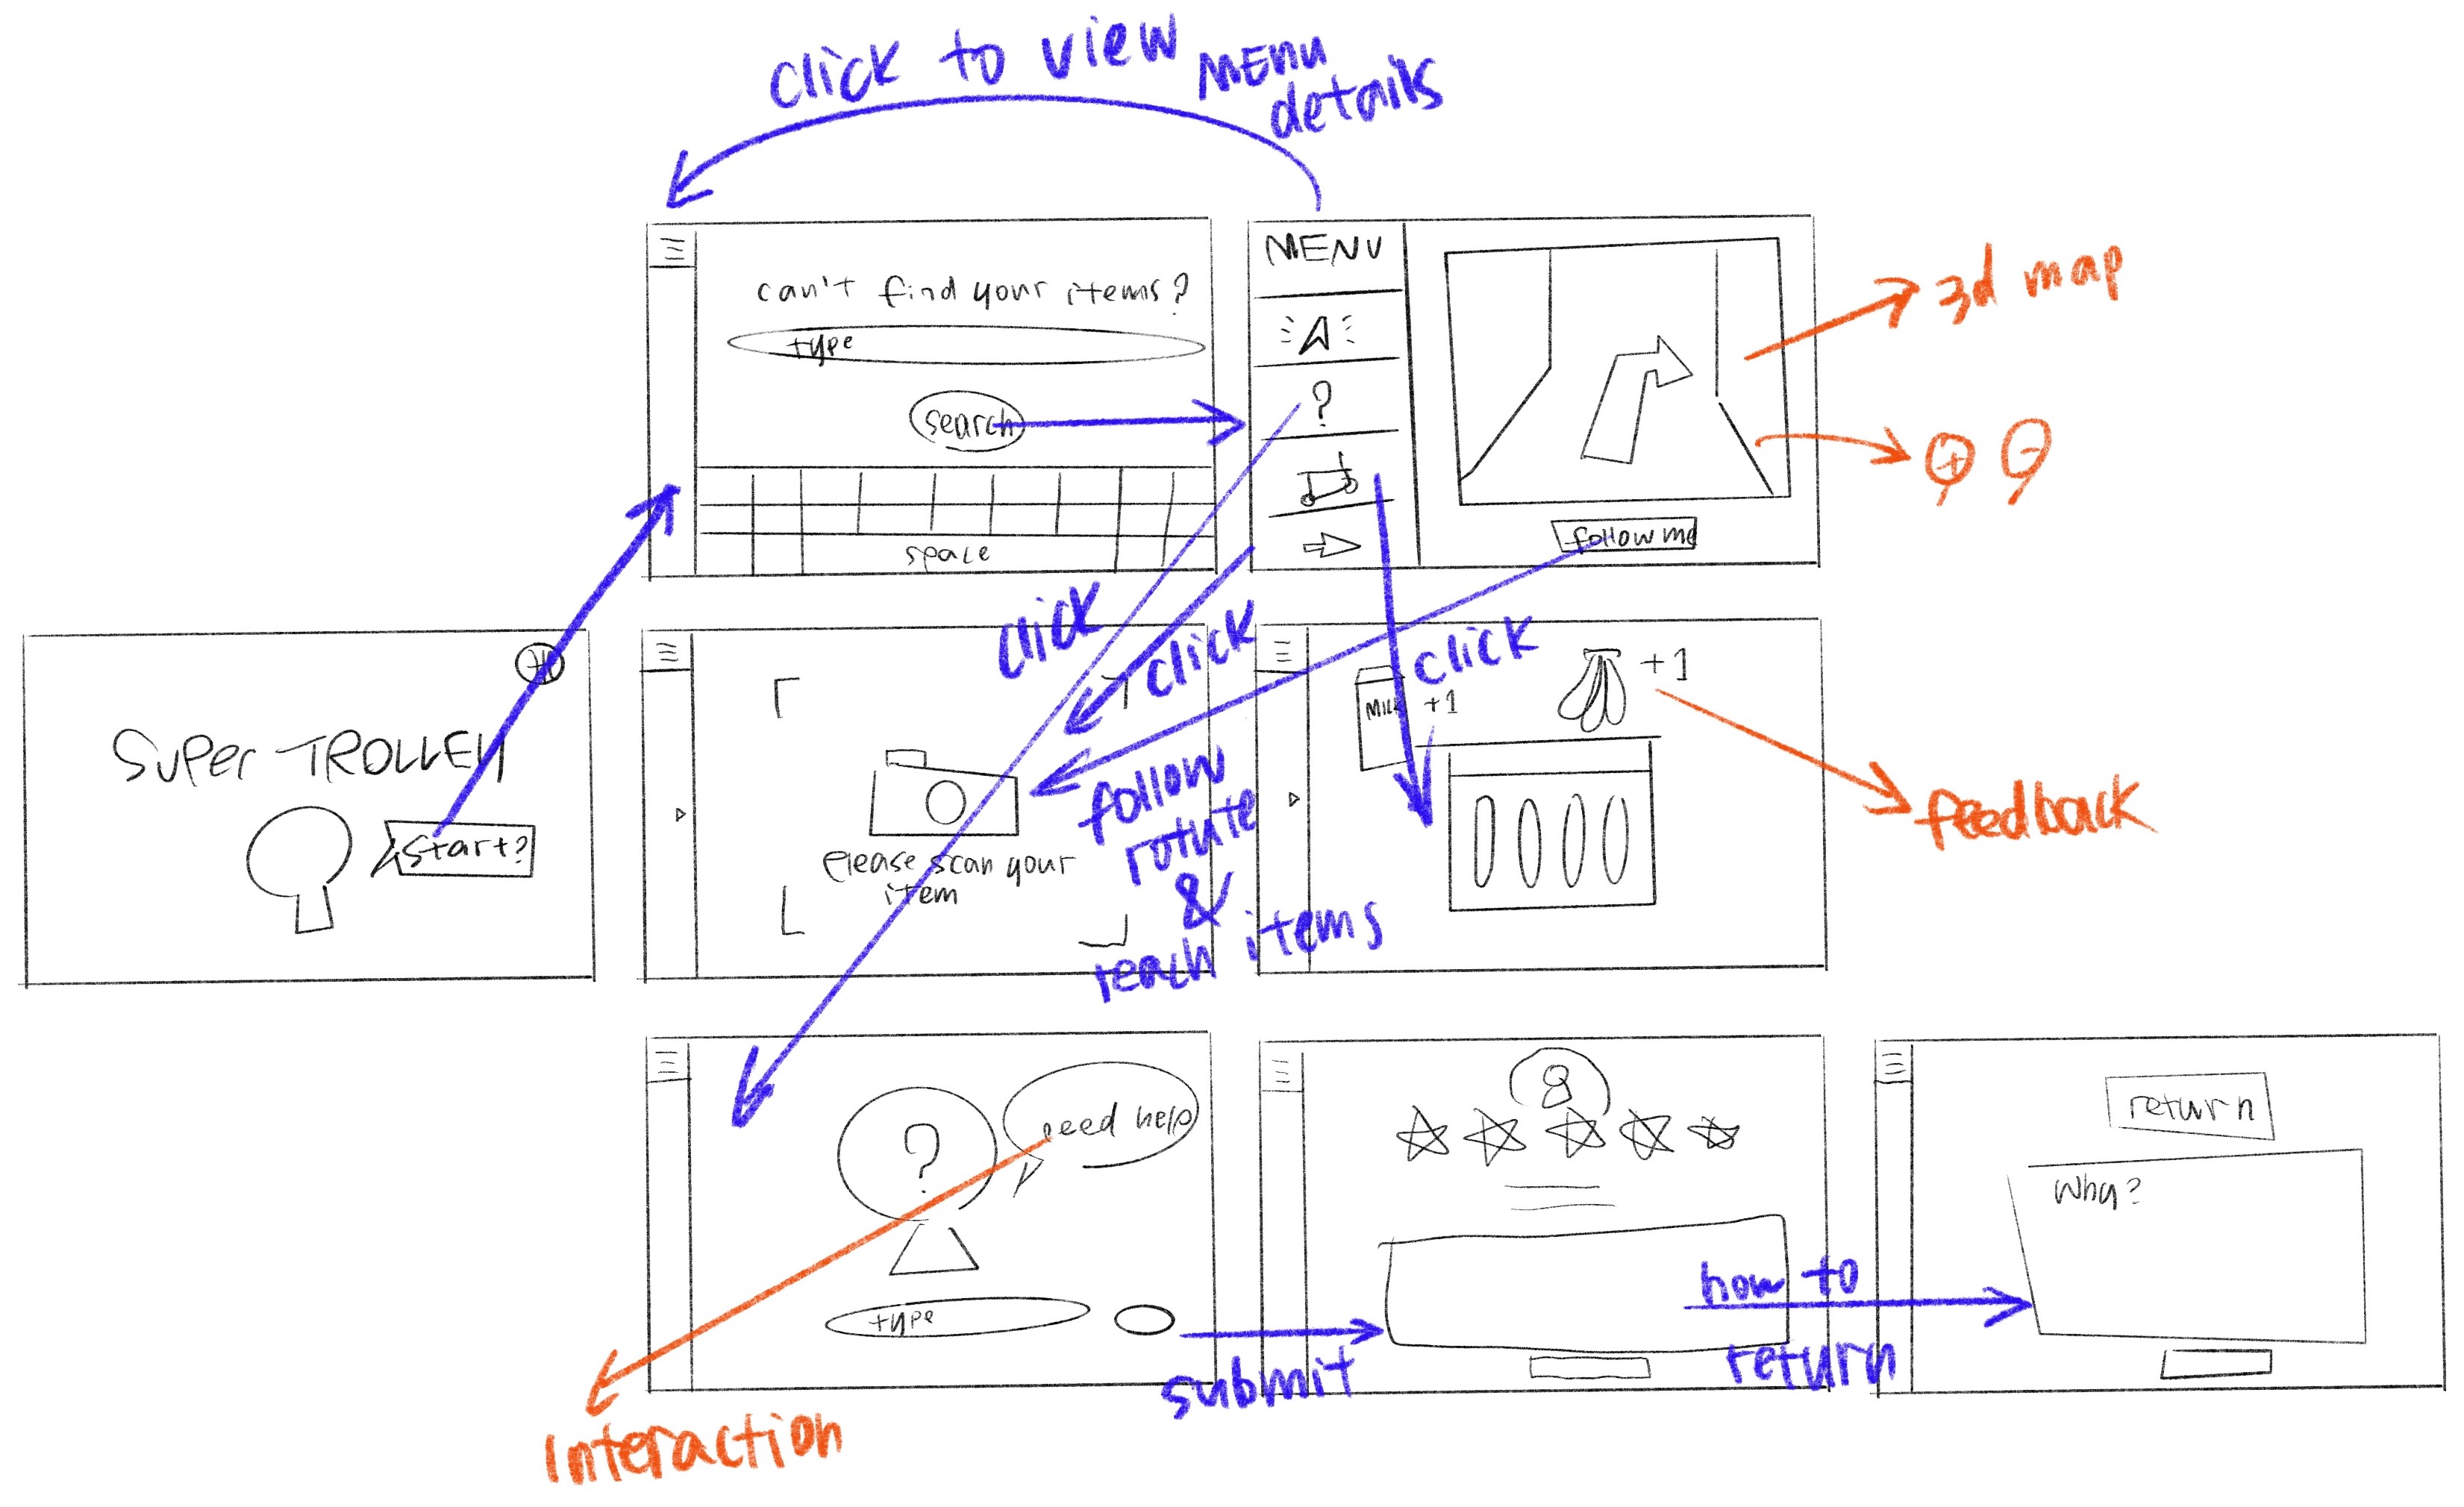 click to view MENU
details
can't find your items?
type
search
space
MENU
?
follow me
3d map
+ -
Super TROLLEY
start?
please scan your
item
click
click
click
follow
rotute
&
reach items
MILK +1
+1
feedback
?
need help
type
submit
how to
return
return
Why?
interaction